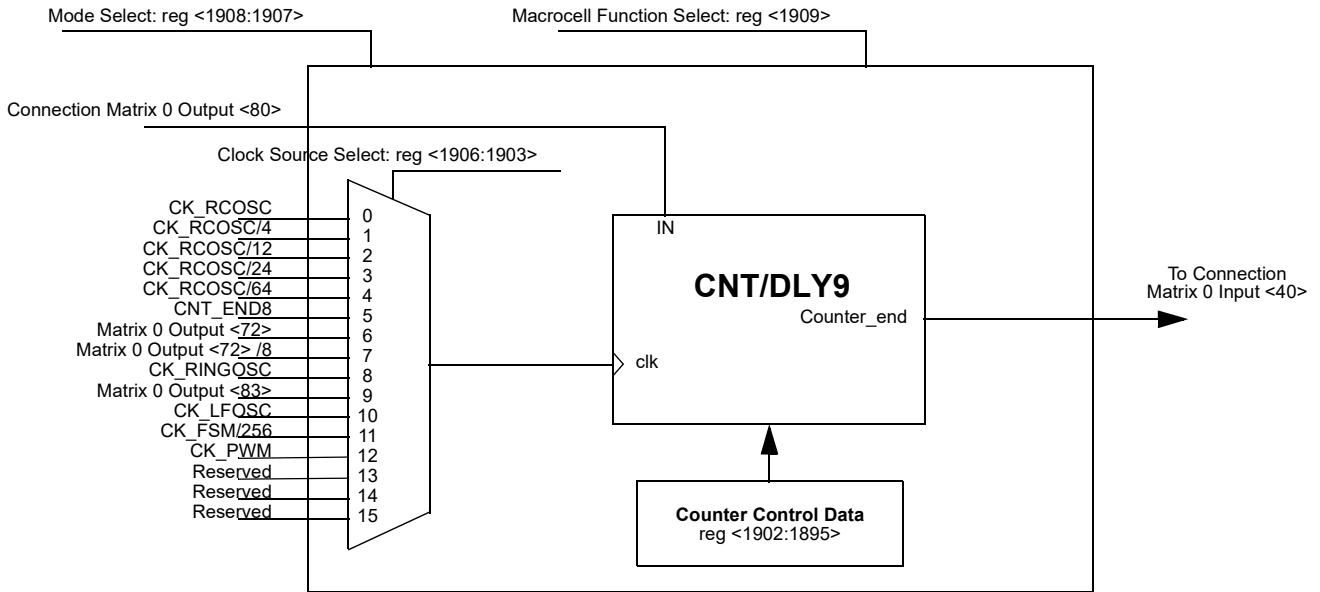 Mode Select: reg <1908:1907>
Macrocell Function Select: reg <1909>
Connection Matrix 0 Output <80>
Clock Source Select: reg <1906:1903>
CK_RCOSC
0
CK_RCOSC/4
1
CK_RCOSC/12
2
CK_RCOSC/24
3
CK_RCOSC/64
4
CNT_END8
5
Matrix 0 Output <72>
6
Matrix 0 Output <72> /8
7
CK_RINGOSC
8
Matrix 0 Output <83>
9
CK_LFOSC
10
CK_FSM/256
11
CK_PWM
12
Reserved
13
Reserved
14
Reserved
15
IN
CNT/DLY9
Counter_end
clk
To Connection
Matrix 0 Input <40>
Counter Control Data
reg <1902:1895>